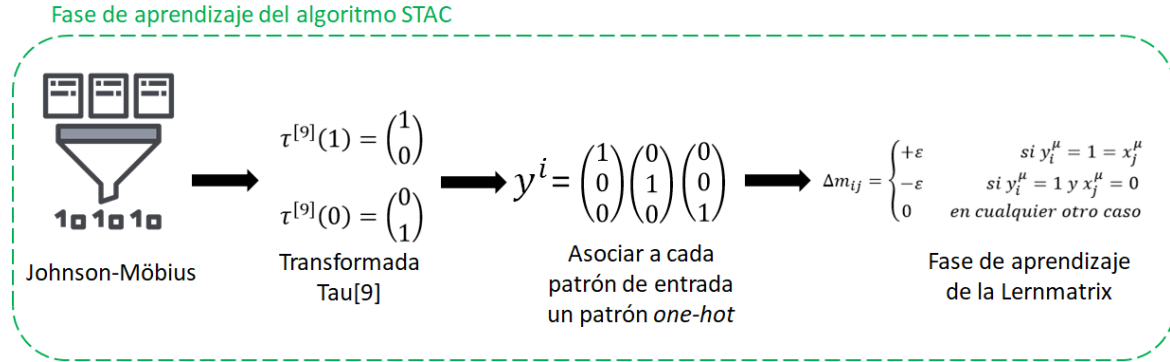 Fase de aprendizaje del algoritmo STAC
101010
Johnson-Möbius
τ^[9](1) = (1 0)
τ^[9](0) = (0 1)
Transformada
Tau[9]
y^i = (1 0 0) (0 1 0) (0 0 1)
Asociar a cada
patrón de entrada
un patrón one-hot
Δm_ij = { +ε si y_i^μ = 1 = x_j^μ
−ε si y_i^μ = 1 y x_j^μ = 0
0 en cualquier otro caso
Fase de aprendizaje
de la Lernmatrix